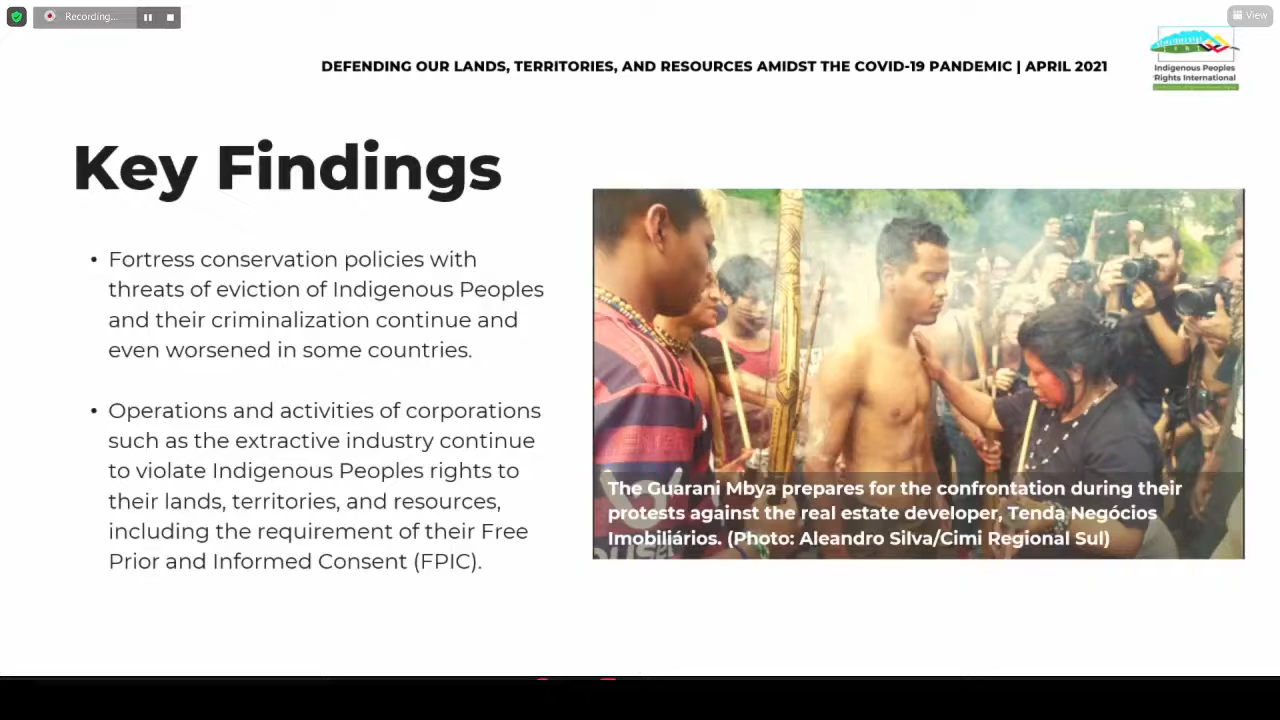 Recording...
View
DEFENDING OUR LANDS, TERRITORIES, AND RESOURCES AMIDST THE COVID-19 PANDEMIC | APRIL 2021
Indigenous Peoples
Rights International
Key Findings
• Fortress conservation policies with
threats of eviction of Indigenous Peoples
and their criminalization continue and
even worsened in some countries.
• Operations and activities of corporations
such as the extractive industry continue
to violate Indigenous Peoples rights to
their lands, territories, and resources,
including the requirement of their Free
Prior and Informed Consent (FPIC).
The Guarani Mbya prepares for the confrontation during their
protests against the real estate developer, Tenda Negócios
Imobiliários. (Photo: Aleandro Silva/Cimi Regional Sul)